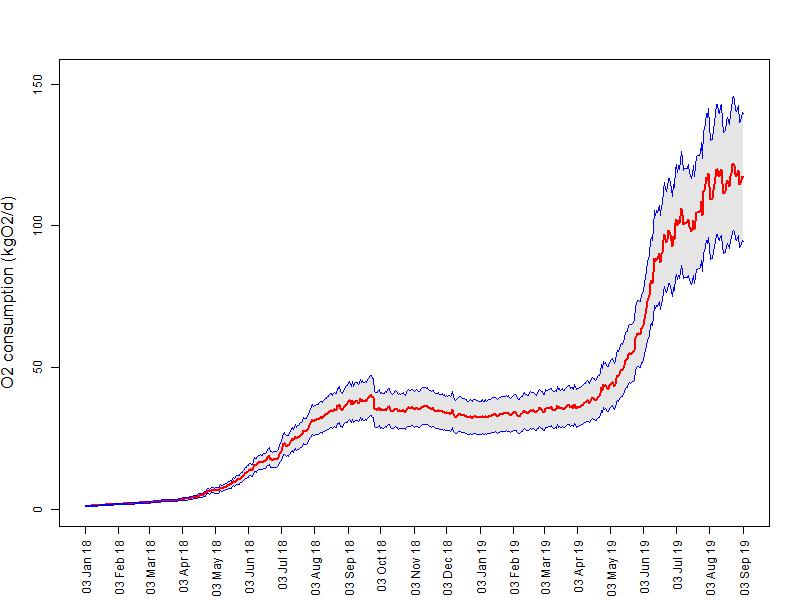 O2 consumption (kgO2/d)
150
100
50
0
03 Jan 18
03 Feb 18
03 Mar 18
03 Apr 18
03 May 18
03 Jun 18
03 Jul 18
03 Aug 18
03 Sep 18
03 Oct 18
03 Nov 18
03 Dec 18
03 Jan 19
03 Feb 19
03 Mar 19
03 Apr 19
03 May 19
03 Jun 19
03 Jul 19
03 Aug 19
03 Sep 19